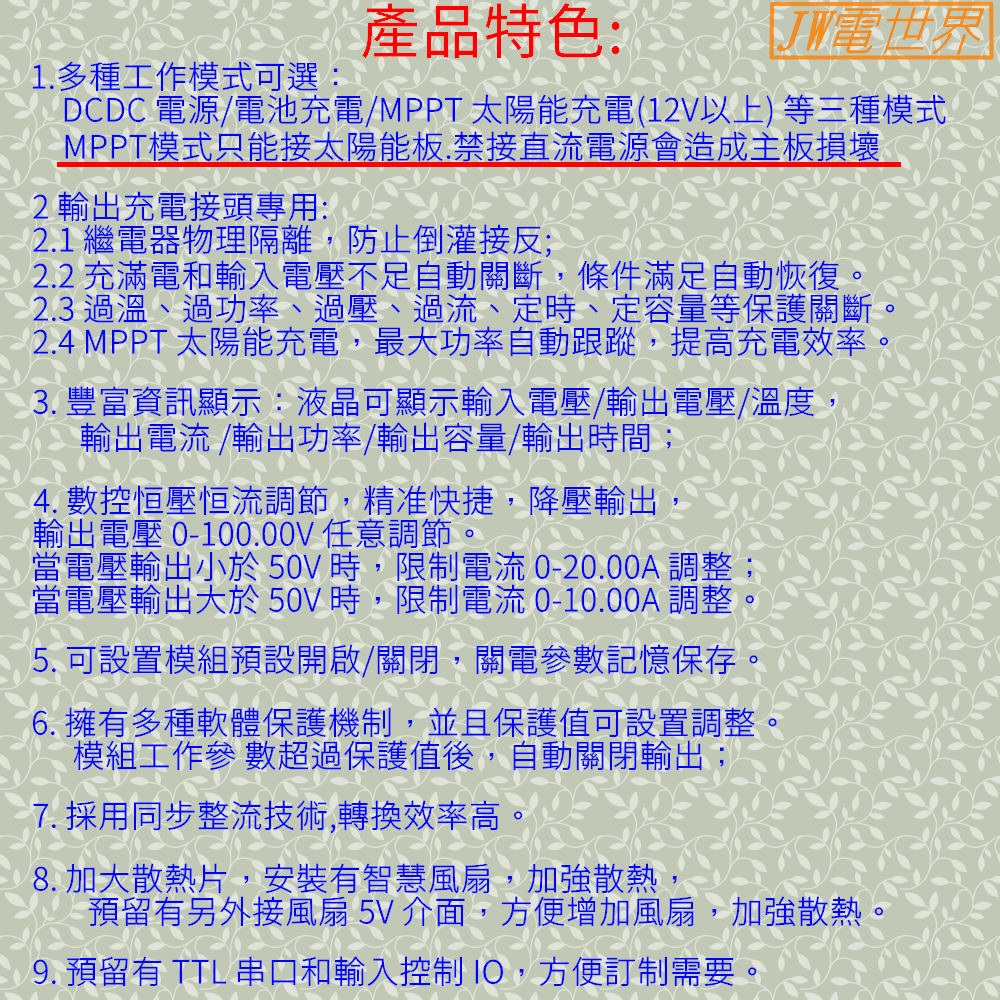 產品特色:
JW電世界
1.多種工作模式可選：
DCDC 電源/電池充電/MPPT 太陽能充電(12V以上) 等三種模式
MPPT模式只能接太陽能板.禁接直流電源會造成主板損壞
2 輸出充電接頭專用:
2.1 繼電器物理隔離，防止倒灌接反;
2.2 充滿電和輸入電壓不足自動關斷，條件滿足自動恢復。
2.3 過溫、過功率、過壓、過流、定時、定容量等保護關斷。
2.4 MPPT 太陽能充電，最大功率自動跟蹤，提高充電效率。
3. 豐富資訊顯示：液晶可顯示輸入電壓/輸出電壓/溫度，
輸出電流 /輸出功率/輸出容量/輸出時間；
4. 數控恒壓恒流調節，精准快捷，降壓輸出，
輸出電壓 0-100.00V 任意調節。
當電壓輸出小於 50V 時，限制電流 0-20.00A 調整；
當電壓輸出大於 50V 時，限制電流 0-10.00A 調整。
5. 可設置模組預設開啟/關閉，關電參數記憶保存。
6. 擁有多種軟體保護機制，並且保護值可設置調整。
模組工作參 數超過保護值後，自動關閉輸出；
7. 採用同步整流技術,轉換效率高。
8. 加大散熱片，安裝有智慧風扇，加強散熱，
預留有另外接風扇 5V 介面，方便增加風扇，加強散熱。
9. 預留有 TTL 串口和輸入控制 IO，方便訂制需要。